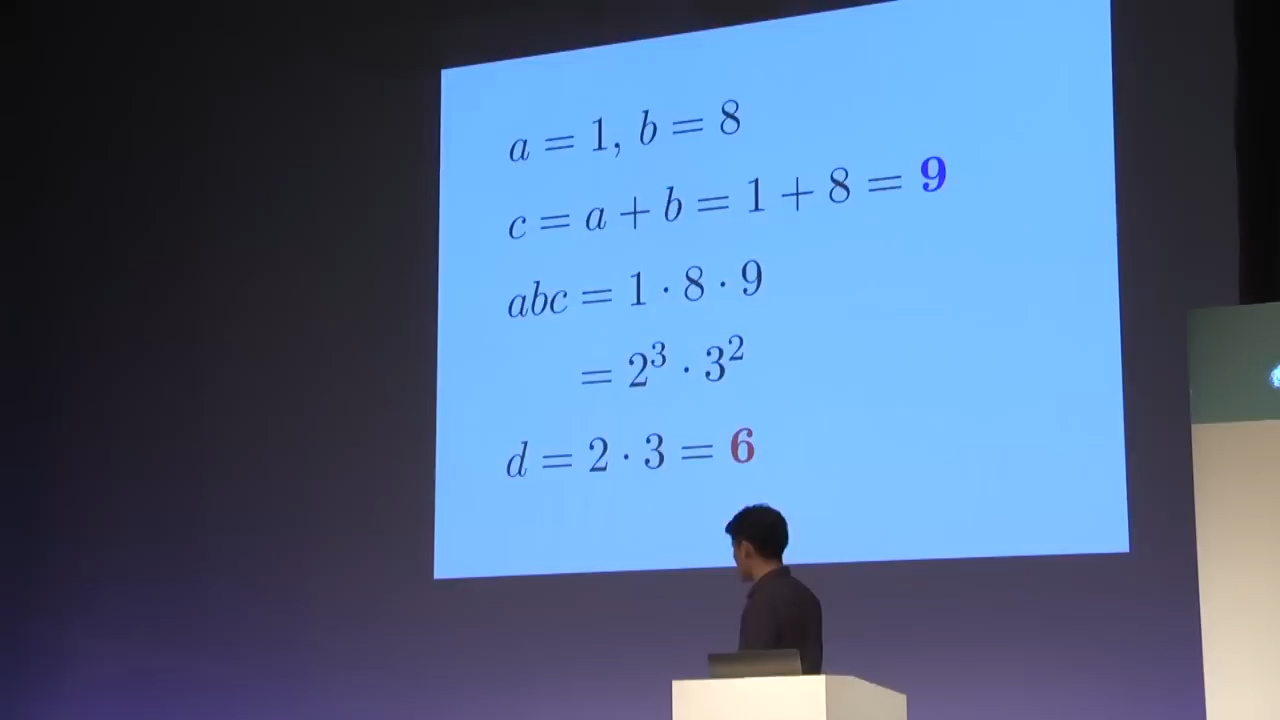 a = 1, b = 8
c = a + b = 1 + 8 = 9
abc = 1 · 8 · 9
= 2³ · 3²
d = 2 · 3 = 6